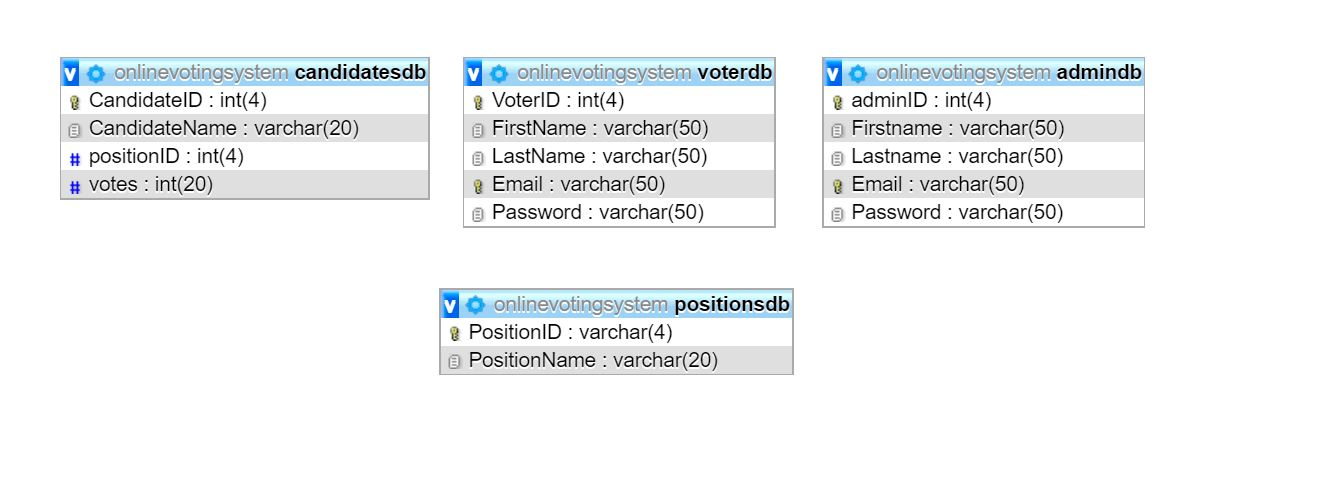 v onlinevotingsystem candidatesdb
CandidateID : int(4)
CandidateName : varchar(20)
# positionID : int(4)
# votes : int(20)
v onlinevotingsystem voterdb
VoterID : int(4)
FirstName : varchar(50)
LastName : varchar(50)
Email : varchar(50)
Password : varchar(50)
v onlinevotingsystem admindb
adminID : int(4)
Firstname : varchar(50)
Lastname : varchar(50)
Email : varchar(50)
Password : varchar(50)
v onlinevotingsystem positionsdb
PositionID : varchar(4)
PositionName : varchar(20)